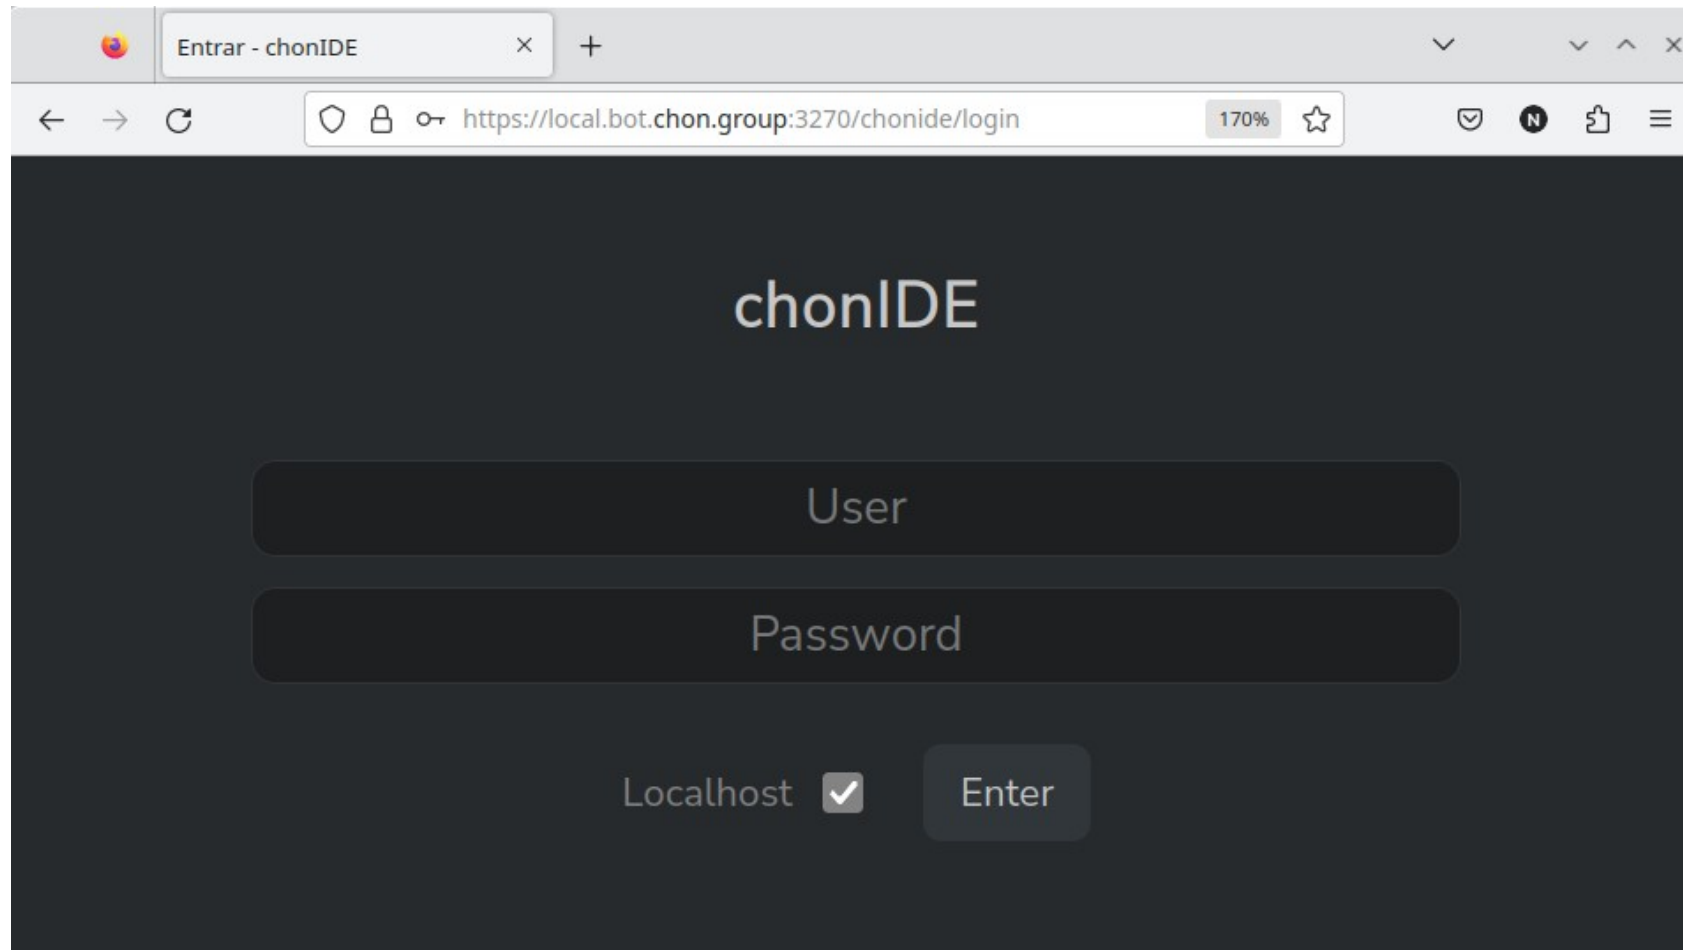 Entrar - chonIDE
https://local.bot.chon.group:3270/chonide/login 170% N
chonIDE
User
Password
Localhost Enter